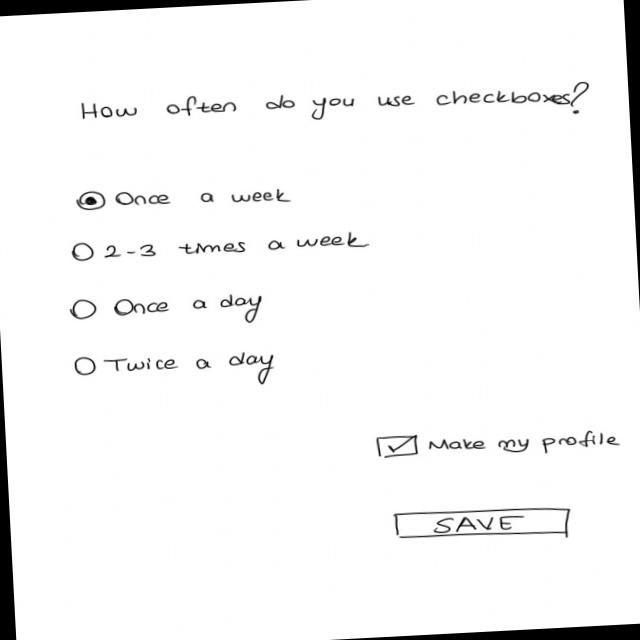 How often do you use checkboxes?
Once a week
2-3 times a week
Once a day
Twice a day
Make my profile
SAVE